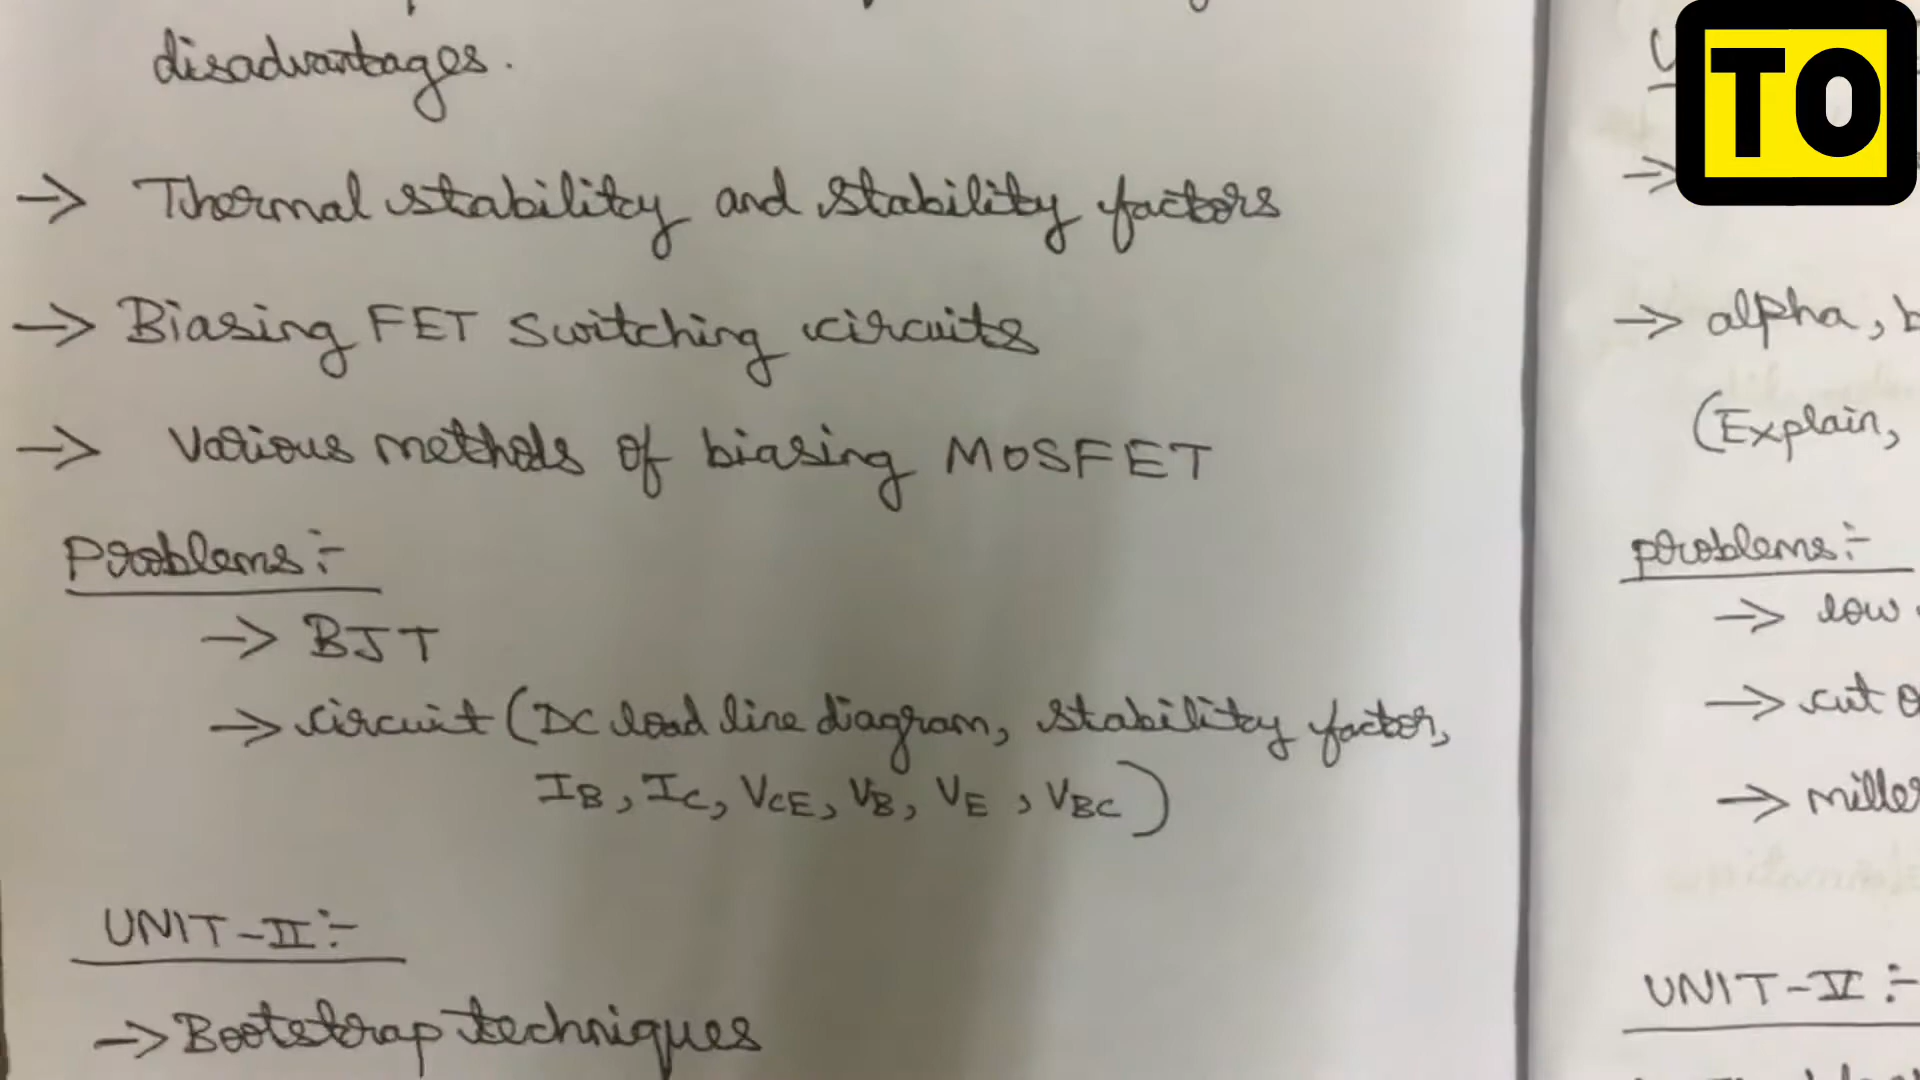 disadvantages.
→ Thermal stability and stability factors
→ Biasing FET Switching circuits
→ Various methods of biasing MOSFET
Problems:-
→ BJT
→ circuit (DC load line diagram, stability factor,
IB, IC, VCE, VB, VE, VBC)
UNIT-II:-
→ Bootstrap techniques
TO
→ alpha,
(Explain,
problems:-
→ low
→ cut
→
UNIT-V:-